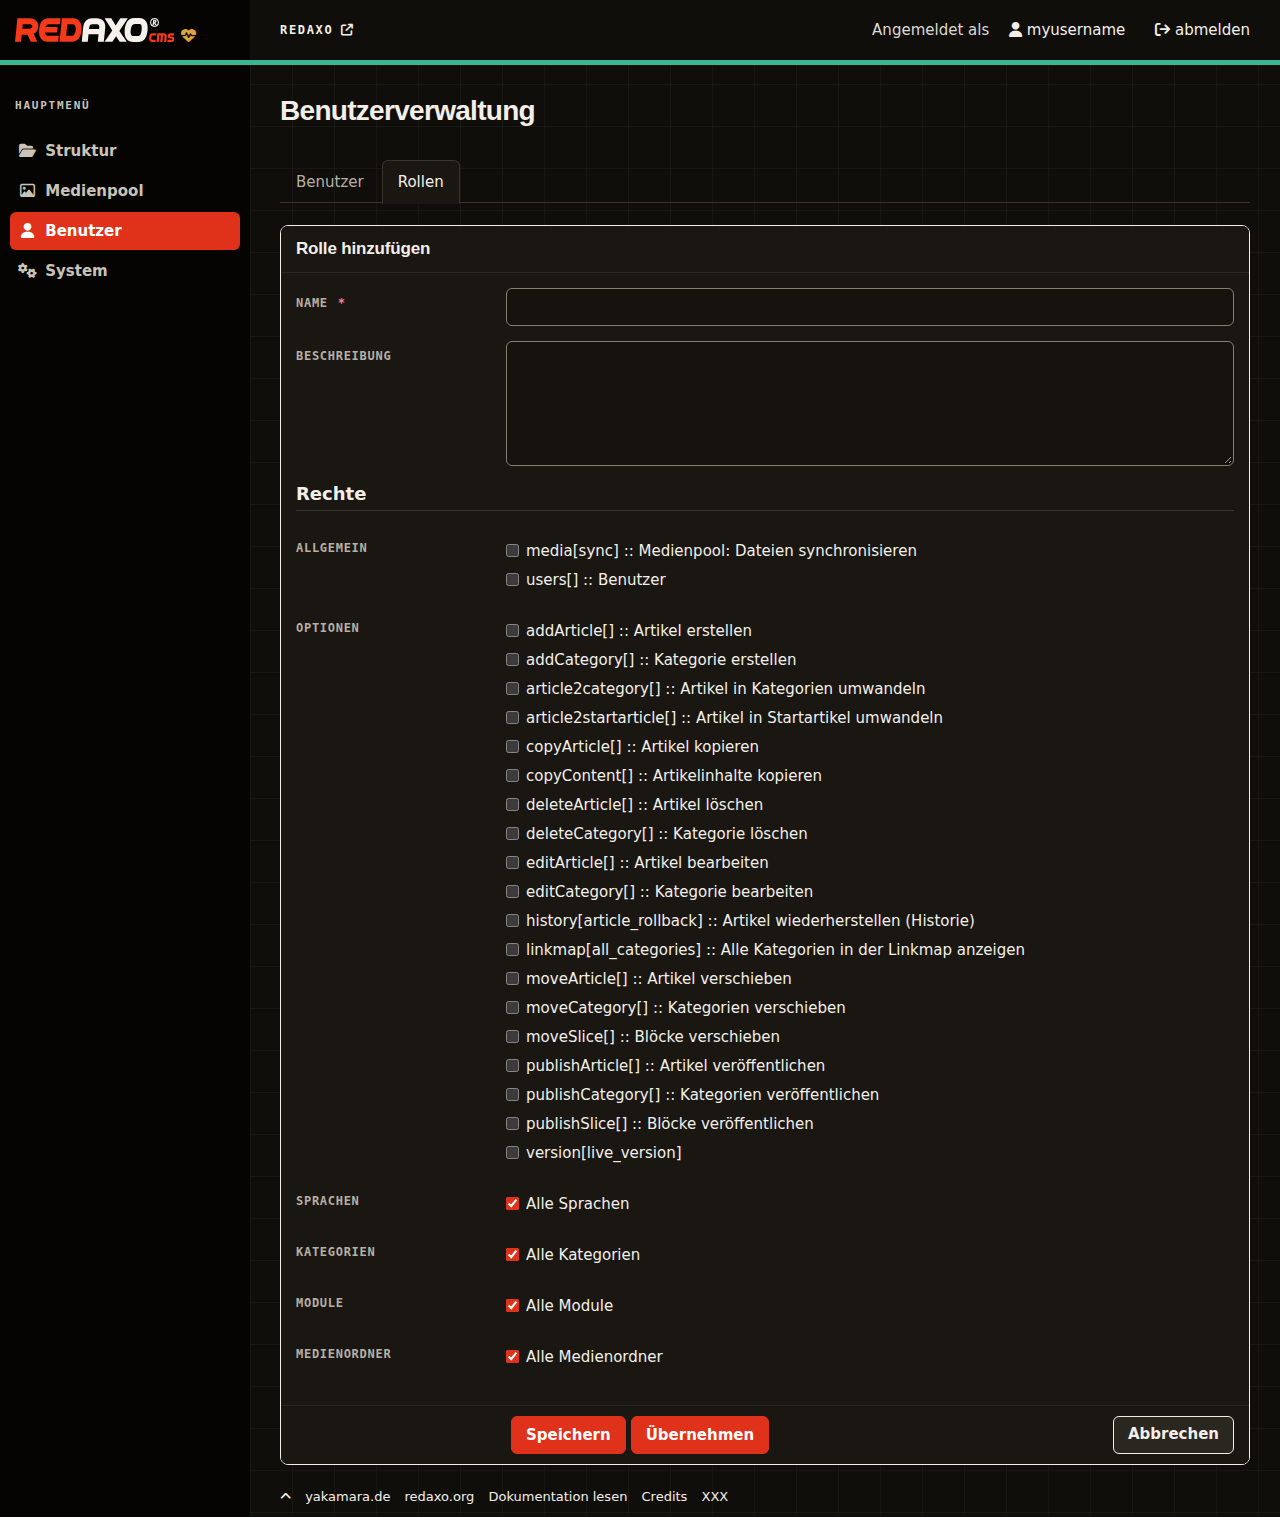 REDAXO® cms
REDAXO
Angemeldet als myusername abmelden
HAUPTMENÜ
Struktur
Medienpool
Benutzer
System
Benutzerverwaltung
Benutzer Rollen
Rolle hinzufügen
NAME *
BESCHREIBUNG
Rechte
ALLGEMEIN
media[sync] :: Medienpool: Dateien synchronisieren
users[] :: Benutzer
OPTIONEN
addArticle[] :: Artikel erstellen
addCategory[] :: Kategorie erstellen
article2category[] :: Artikel in Kategorien umwandeln
article2startarticle[] :: Artikel in Startartikel umwandeln
copyArticle[] :: Artikel kopieren
copyContent[] :: Artikelinhalte kopieren
deleteArticle[] :: Artikel löschen
deleteCategory[] :: Kategorie löschen
editArticle[] :: Artikel bearbeiten
editCategory[] :: Kategorie bearbeiten
history[article_rollback] :: Artikel wiederherstellen (Historie)
linkmap[all_categories] :: Alle Kategorien in der Linkmap anzeigen
moveArticle[] :: Artikel verschieben
moveCategory[] :: Kategorien verschieben
moveSlice[] :: Blöcke verschieben
publishArticle[] :: Artikel veröffentlichen
publishCategory[] :: Kategorien veröffentlichen
publishSlice[] :: Blöcke veröffentlichen
version[live_version]
SPRACHEN
Alle Sprachen
KATEGORIEN
Alle Kategorien
MODULE
Alle Module
MEDIENORDNER
Alle Medienordner
Speichern Übernehmen Abbrechen
yakamara.de redaxo.org Dokumentation lesen Credits XXX